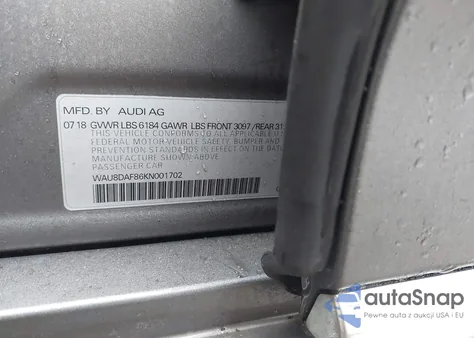 MFD. BY AUDI AG
07 18 GVWR LBS 6184 GAWR LBS FRONT 3097 / REAR
THIS VEHICLE CONFORMS TO ALL APPLICABLE
FEDERAL MOTOR VEHICLE SAFETY, BUMPER AND
PREVENTION STANDARDS IN EFFECT ON THE DATE
MANUFACTURE SHOWN ABOVE
PASSENGER CAR
WAU8DAF86KN001702
autoSnap
Pewne auta z aukcji USA i EU